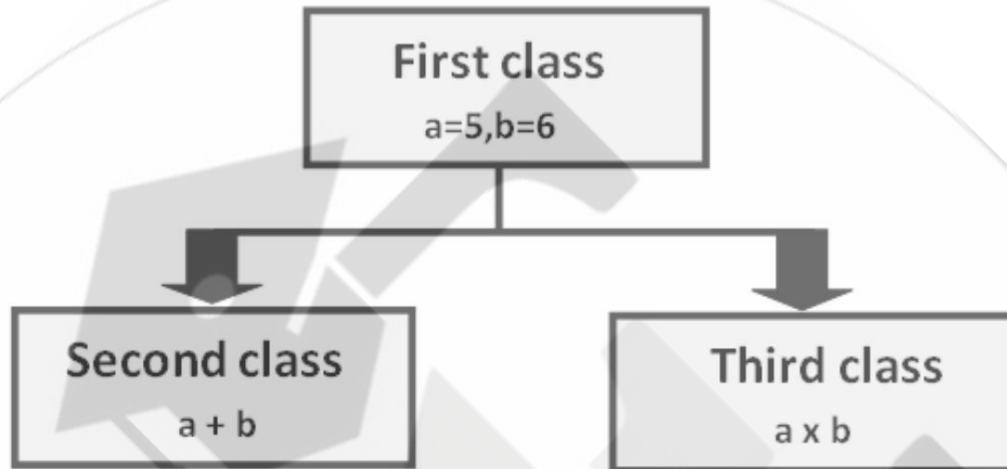 First class
a=5,b=6
Second class
a + b
Third class
a x b